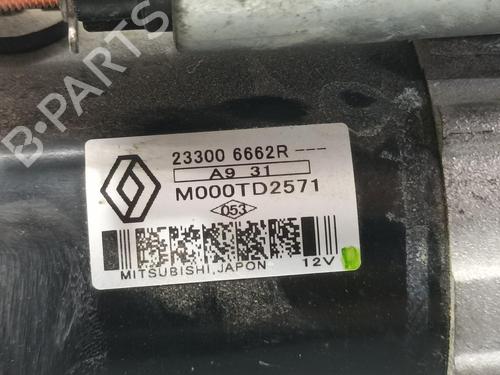 B-PARTS
23300 6662R ---
A9 31
M000TD2571
053
MITSUBISHI,JAPON 12V